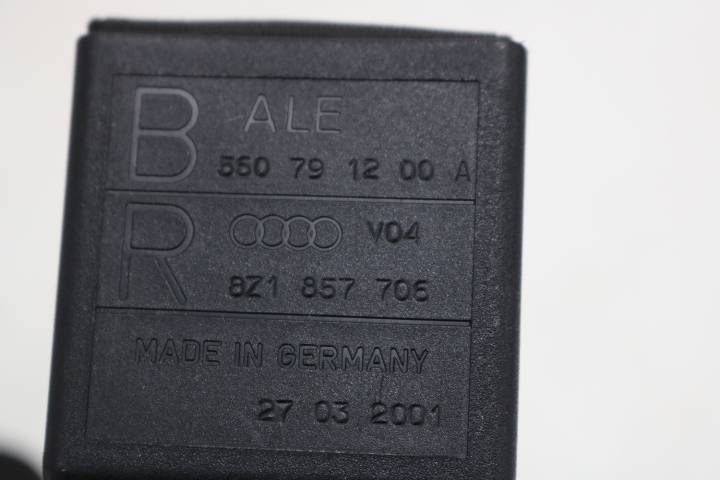 B ALE
560 79 12 00 A
R V04
8Z1 857 706
MADE IN GERMANY
27 03 2001